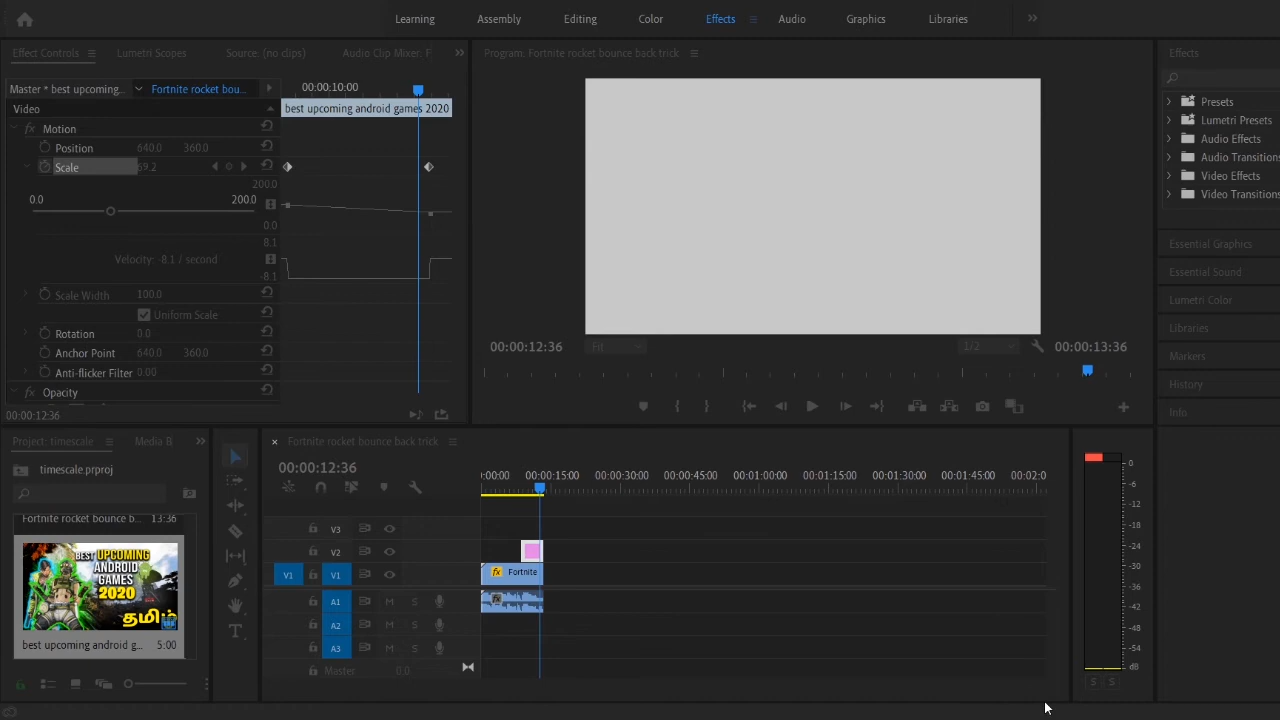 Learning Assembly Editing Color Effects Audio Graphics Libraries
Effect Controls Lumetri Scopes Source: (no clips) Audio Clip Mixer: F
Master * best upcoming... Fortnite rocket bou...
00:00:10:00
best upcoming android games 2020
Video
Motion
Position 640.0 360.0
Scale 69.2
200.0
0.0 200.0
0.0
8.1
Velocity: -8.1 / second
-8.1
Scale Width 100.0
Uniform Scale
Rotation 0.0
Anchor Point 640.0 360.0
Anti-flicker Filter 0.00
Opacity
00:00:12:36
Program: Fortnite rocket bounce back trick
00:00:12:36 Fit 1/2 00:00:13:36
Effects
Presets
Lumetri Presets
Audio Effects
Audio Transitions
Video Effects
Video Transitions
Essential Graphics
Essential Sound
Lumetri Color
Libraries
Markers
History
Info
Project: timescale Media B
timescale.prproj
Fortnite rocket bounce b... 13:36
BEST UPCOMING
ANDROID
GAMES
2020
தமிழ்
best upcoming android g... 5:00
Fortnite rocket bounce back trick
00:00:12:36
:00:00 00:00:15:00 00:00:30:00 00:00:45:00 00:01:00:00 00:01:15:00 00:01:30:00 00:01:45:00 00:02:0
V3
V2
V1 V1 fx Fortnite
A1 M S
A2 M S
A3 M S
Master 0.0
0
-6
-12
-18
-24
-30
-36
-42
-48
-54
dB
S S